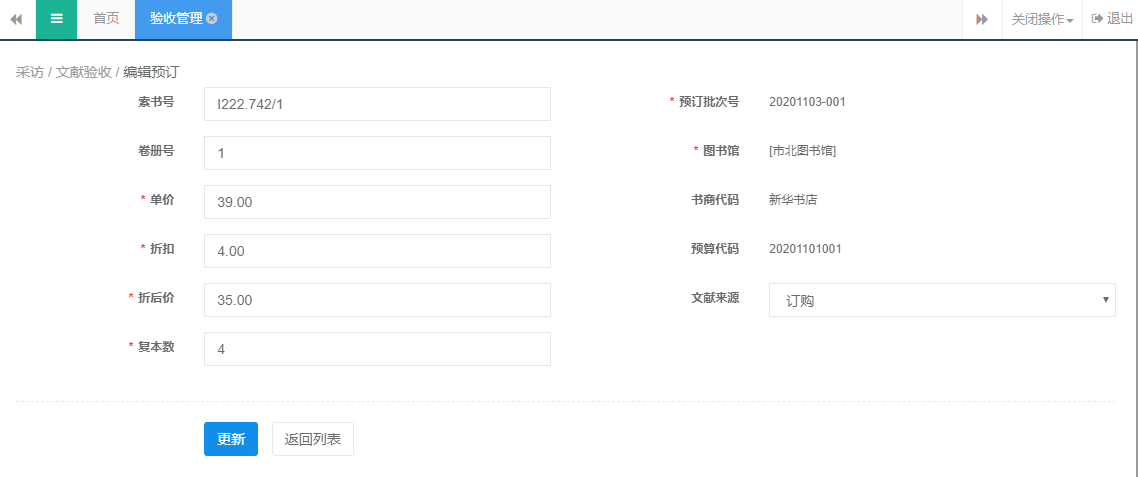 首页 验收管理 关闭操作 退出
采访 / 文献验收 / 编辑预订
索书号 I222.742/1 * 预订批次号 20201103-001
卷册号 1 * 图书馆 [市北图书馆]
* 单价 39.00 书商代码 新华书店
* 折扣 4.00 预算代码 20201101001
* 折后价 35.00 文献来源 订购
* 复本数 4
更新 返回列表